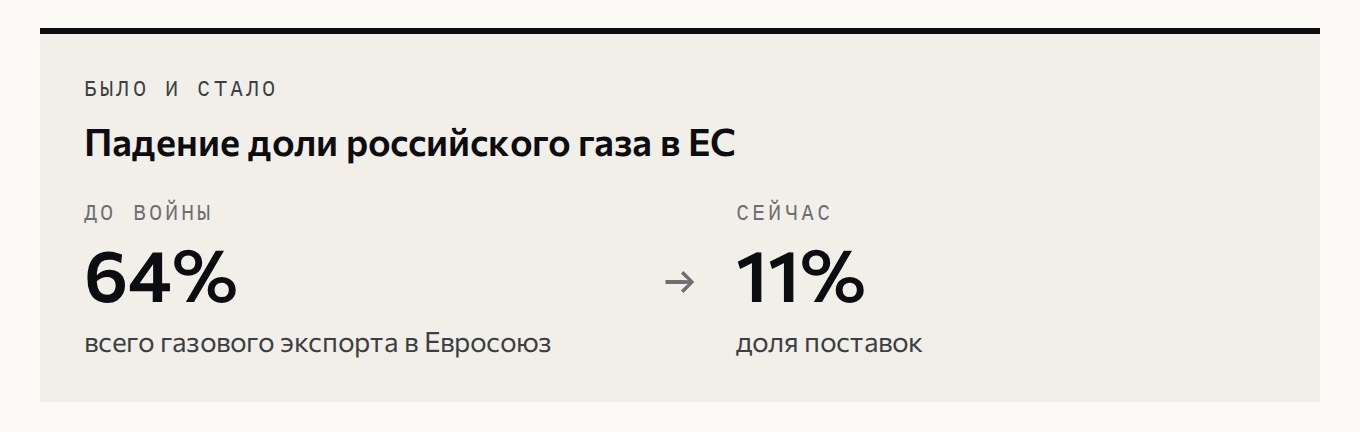 БЫЛО И СТАЛО
Падение доли российского газа в ЕС
ДО ВОЙНЫ
64%
всего газового экспорта в Евросоюз
→
СЕЙЧАС
11%
доля поставок